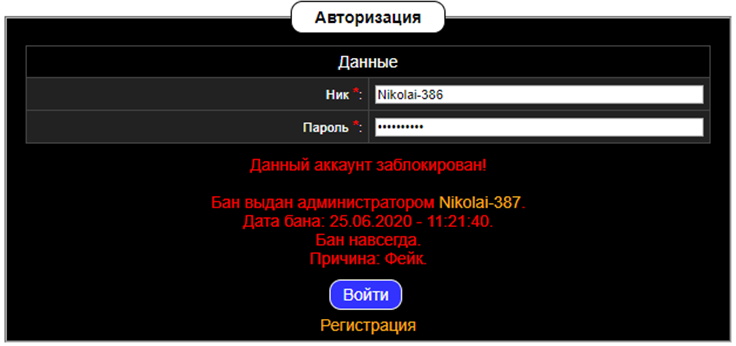 Авторизация
Данные
Ник *: Nikolai-386
Пароль *: ••••••••••
Данный аккаунт заблокирован!
Бан выдан администратором Nikolai-387.
Дата бана: 25.06.2020 - 11:21:40.
Бан навсегда.
Причина: Фейк.
Войти
Регистрация